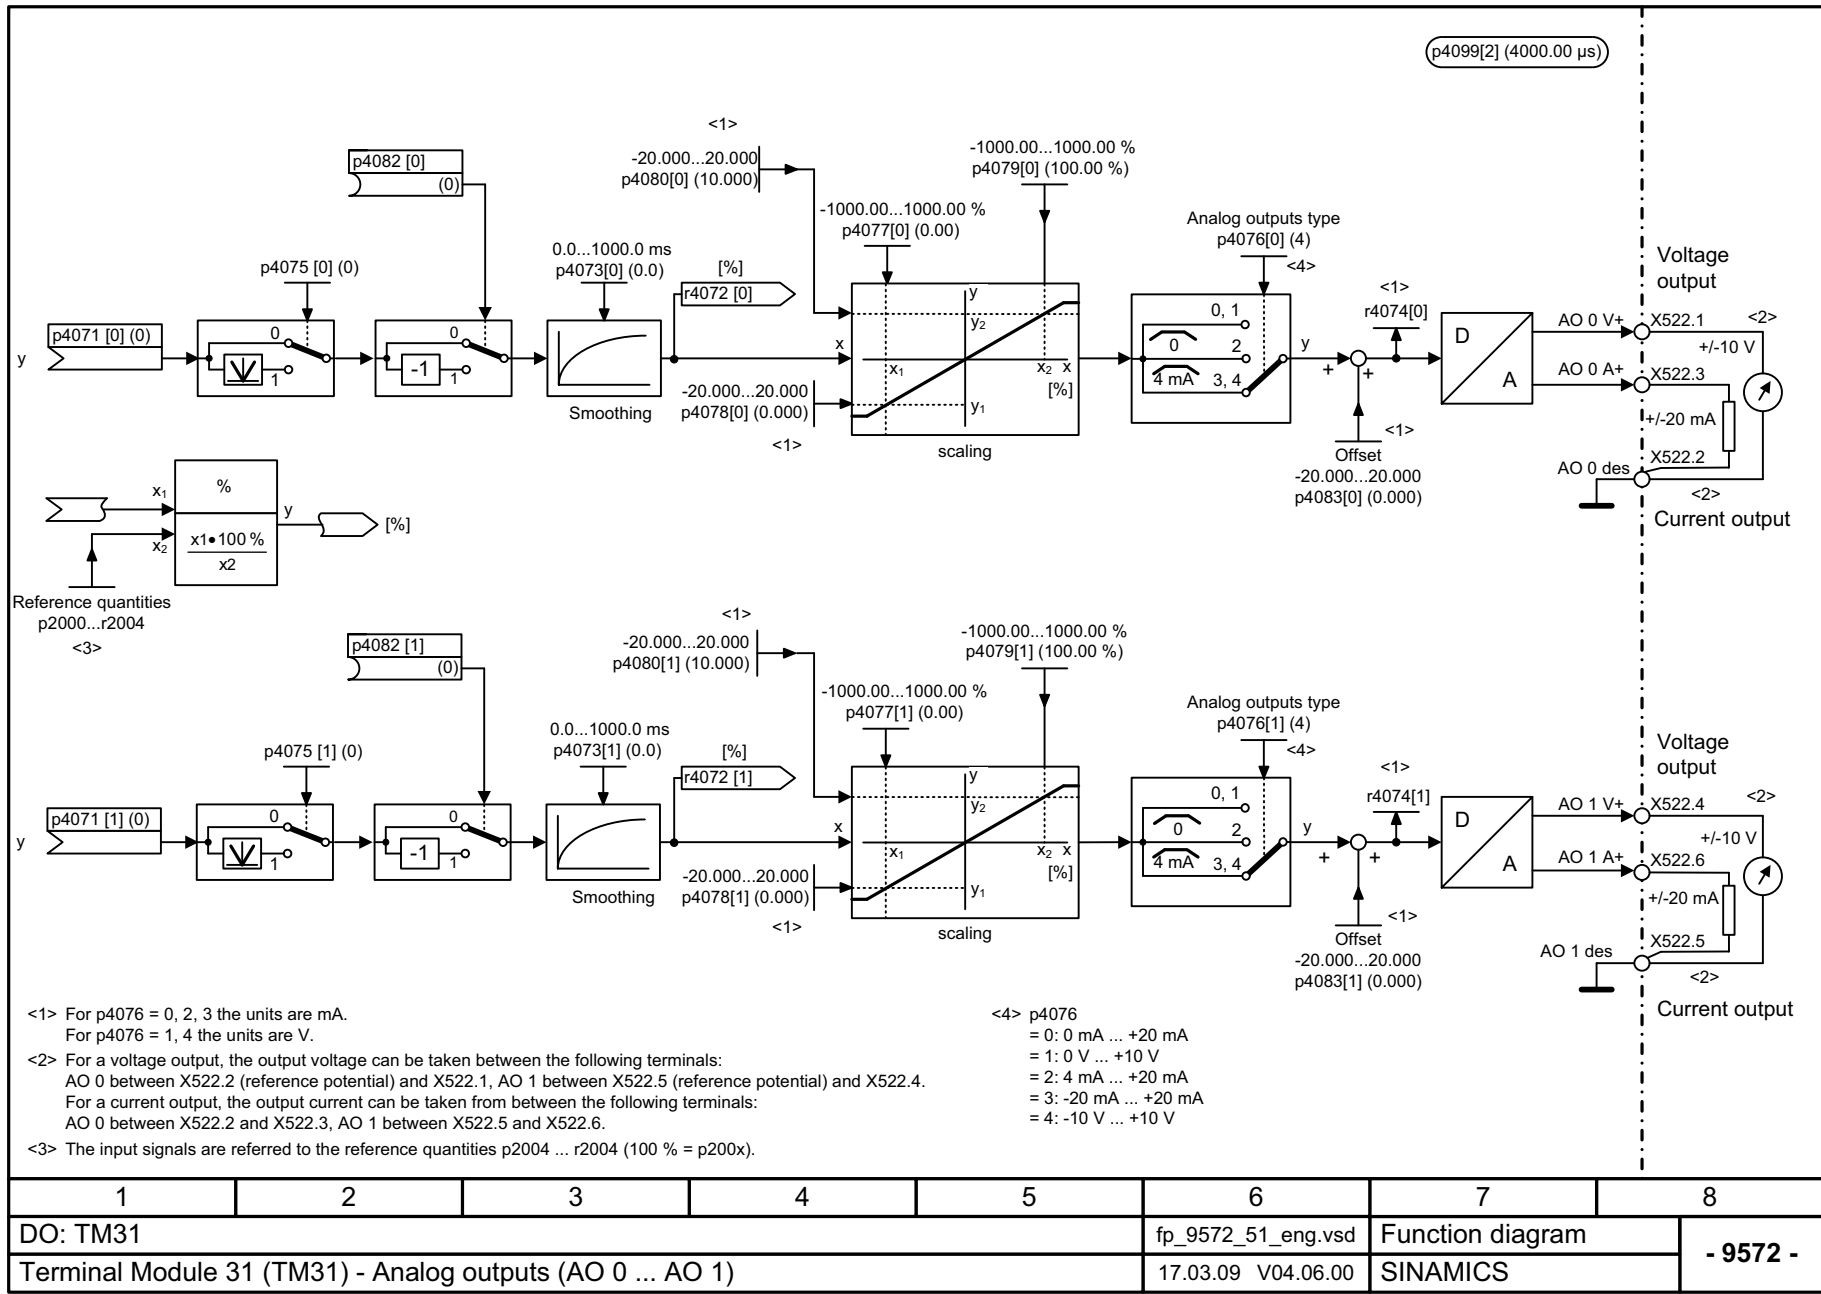 p4099[2] (4000.00 µs)
<1>
-20.000...20.000
p4080[0] (10.000)
-1000.00...1000.00 %
p4079[0] (100.00 %)
p4082 [0]
(0)
-1000.00...1000.00 %
p4077[0] (0.00)
Analog outputs type
p4076[0] (4)
<4>
p4075 [0] (0)
0.0...1000.0 ms
p4073[0] (0.0)
[%]
r4072 [0]
Voltage
output
<1>
r4074[0]
y
p4071 [0] (0)
0
1
0
-1
1
Smoothing
x
-20.000...20.000
p4078[0] (0.000)
<1>
y
y2
x1
x2 x
[%]
y1
scaling
0, 1
0
2
4 mA
3, 4
y
+
+
<1>
Offset
-20.000...20.000
p4083[0] (0.000)
D
A
AO 0 V+
X522.1
<2>
+/-10 V
AO 0 A+
X522.3
+/-20 mA
AO 0 des
X522.2
<2>
Current output
x1
x2
%
x1•100 %
x2
y
[%]
Reference quantities
p2000...r2004
<3>
<1>
-20.000...20.000
p4080[1] (10.000)
-1000.00...1000.00 %
p4079[1] (100.00 %)
p4082 [1]
(0)
-1000.00...1000.00 %
p4077[1] (0.00)
Analog outputs type
p4076[1] (4)
<4>
p4075 [1] (0)
0.0...1000.0 ms
p4073[1] (0.0)
[%]
r4072 [1]
Voltage
output
<1>
r4074[1]
y
p4071 [1] (0)
0
1
0
-1
1
Smoothing
x
-20.000...20.000
p4078[1] (0.000)
<1>
y
y2
x1
x2 x
[%]
y1
scaling
0, 1
0
2
4 mA
3, 4
y
+
+
<1>
Offset
-20.000...20.000
p4083[1] (0.000)
D
A
AO 1 V+
X522.4
<2>
+/-10 V
AO 1 A+
X522.6
+/-20 mA
AO 1 des
X522.5
<2>
Current output
<1> For p4076 = 0, 2, 3 the units are mA.
For p4076 = 1, 4 the units are V.
<2> For a voltage output, the output voltage can be taken between the following terminals:
AO 0 between X522.2 (reference potential) and X522.1, AO 1 between X522.5 (reference potential) and X522.4.
For a current output, the output current can be taken from between the following terminals:
AO 0 between X522.2 and X522.3, AO 1 between X522.5 and X522.6.
<3> The input signals are referred to the reference quantities p2004 ... r2004 (100 % = p200x).
<4> p4076
= 0: 0 mA ... +20 mA
= 1: 0 V ... +10 V
= 2: 4 mA ... +20 mA
= 3: -20 mA ... +20 mA
= 4: -10 V ... +10 V
1 2 3 4 5 6 7 8
DO: TM31
fp_9572_51_eng.vsd
Function diagram
- 9572 -
Terminal Module 31 (TM31) - Analog outputs (AO 0 ... AO 1)
17.03.09 V04.06.00
SINAMICS